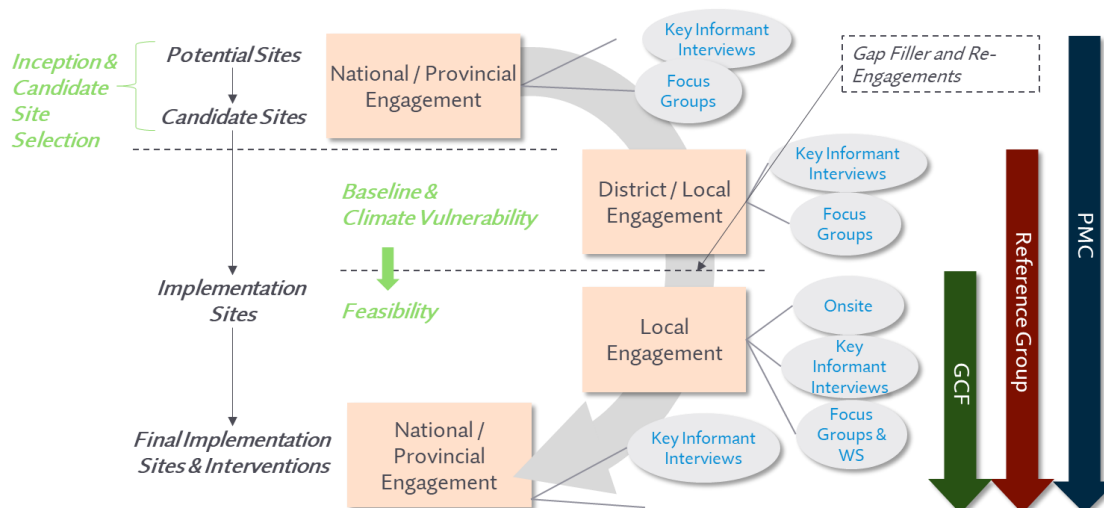 Inception &
Candidate
Site
Selection
Potential Sites
Candidate Sites
Implementation
Sites
Final Implementation
Sites & Interventions
National / Provincial
Engagement
Key Informant
Interviews
Focus
Groups
Gap Filler and Re-
Engagements
Baseline &
Climate Vulnerability
Feasibility
District / Local
Engagement
Key Informant
Interviews
Focus
Groups
Local
Engagement
Onsite
Key
Informant
Interviews
Focus
Groups &
WS
National /
Provincial
Engagement
Key Informant
Interviews
GCF
Reference Group
PMC